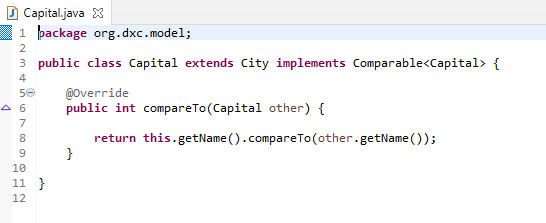 Capital.java
1 package org.dxc.model;
2
3 public class Capital extends City implements Comparable<Capital> {
4
5     @Override
6     public int compareTo(Capital other) {
7
8         return this.getName().compareTo(other.getName());
9     }
10
11 }
12